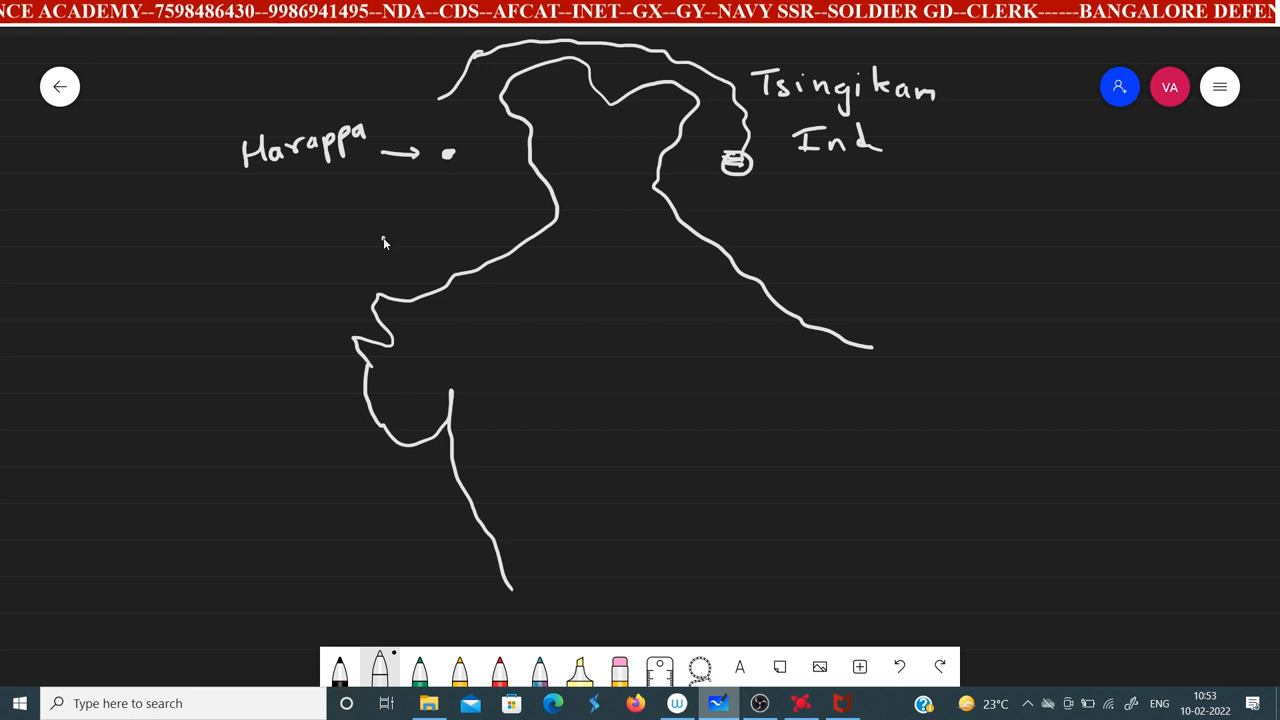 NCE ACADEMY--7598486430--9986941495--NDA--CDS--AFCAT--INET--GX--GY--NAVY SSR--SOLDIER GD--CLERK------BANGALORE DEFEN
VA
Tsingikan
Ind
Harappa
A
Type here to search
23°C
ENG
10:53
10-02-2022